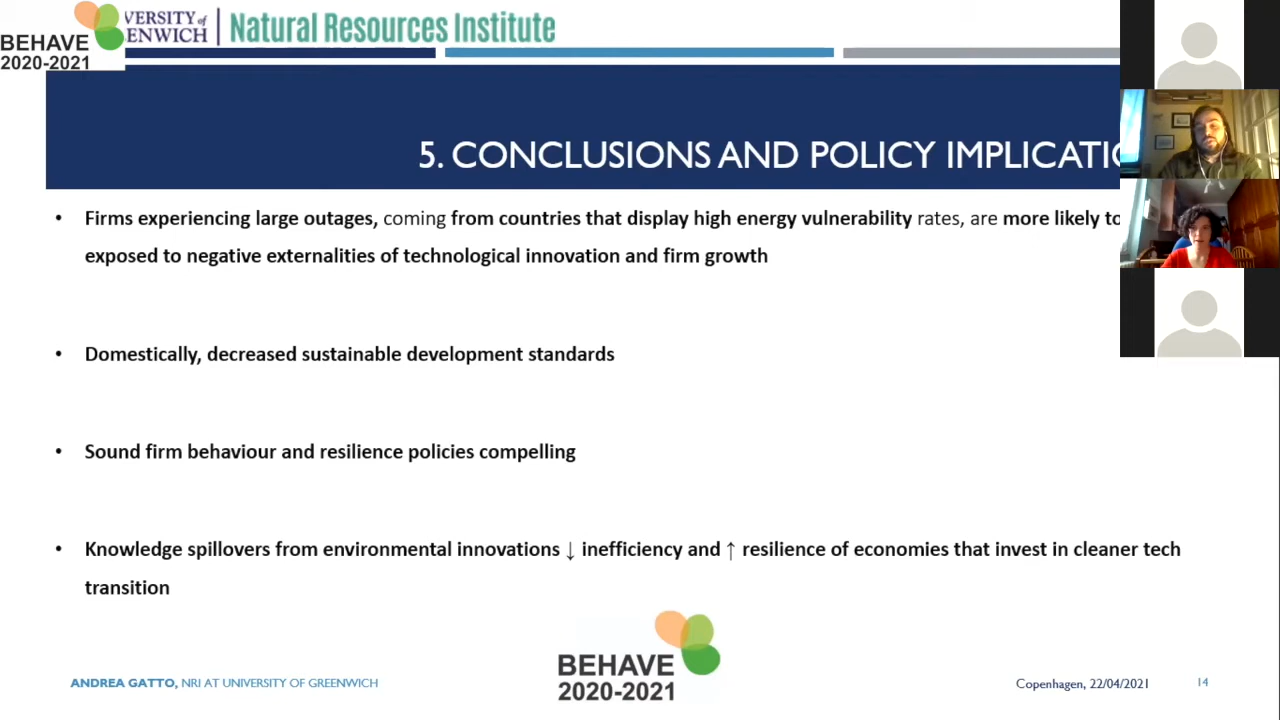 VERSITY of
ENWICH
Natural Resources Institute
BEHAVE
2020-2021
5. CONCLUSIONS AND POLICY IMPLICATIO
• Firms experiencing large outages, coming from countries that display high energy vulnerability rates, are more likely to
exposed to negative externalities of technological innovation and firm growth
• Domestically, decreased sustainable development standards
• Sound firm behaviour and resilience policies compelling
• Knowledge spillovers from environmental innovations ↓ inefficiency and ↑ resilience of economies that invest in cleaner tech
transition
BEHAVE
2020-2021
ANDREA GATTO, NRI AT UNIVERSITY OF GREENWICH
Copenhagen, 22/04/2021
14